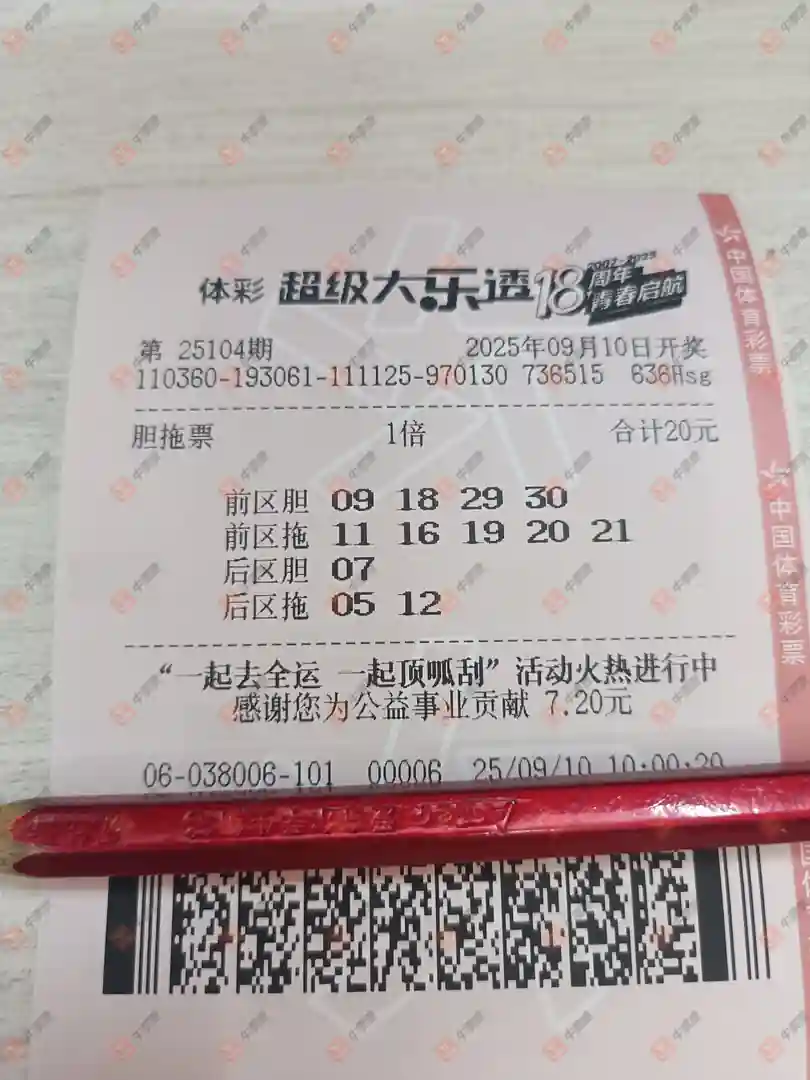 体彩 超级大乐透 18周年 2007-2025 青春启航
第 25104期 2025年09月10日开奖
110360-193061-111125-970130 736515 636Hsg
胆拖票 1倍 合计20元
前区胆 09 18 29 30
前区拖 11 16 19 20 21
后区胆 07
后区拖 05 12
“一起去全运 一起顶呱刮”活动火热进行中
感谢您为公益事业贡献 7.20元
06-038006-101 00006 25/09/10 10:00:20
中国体育彩票
中国体育彩票